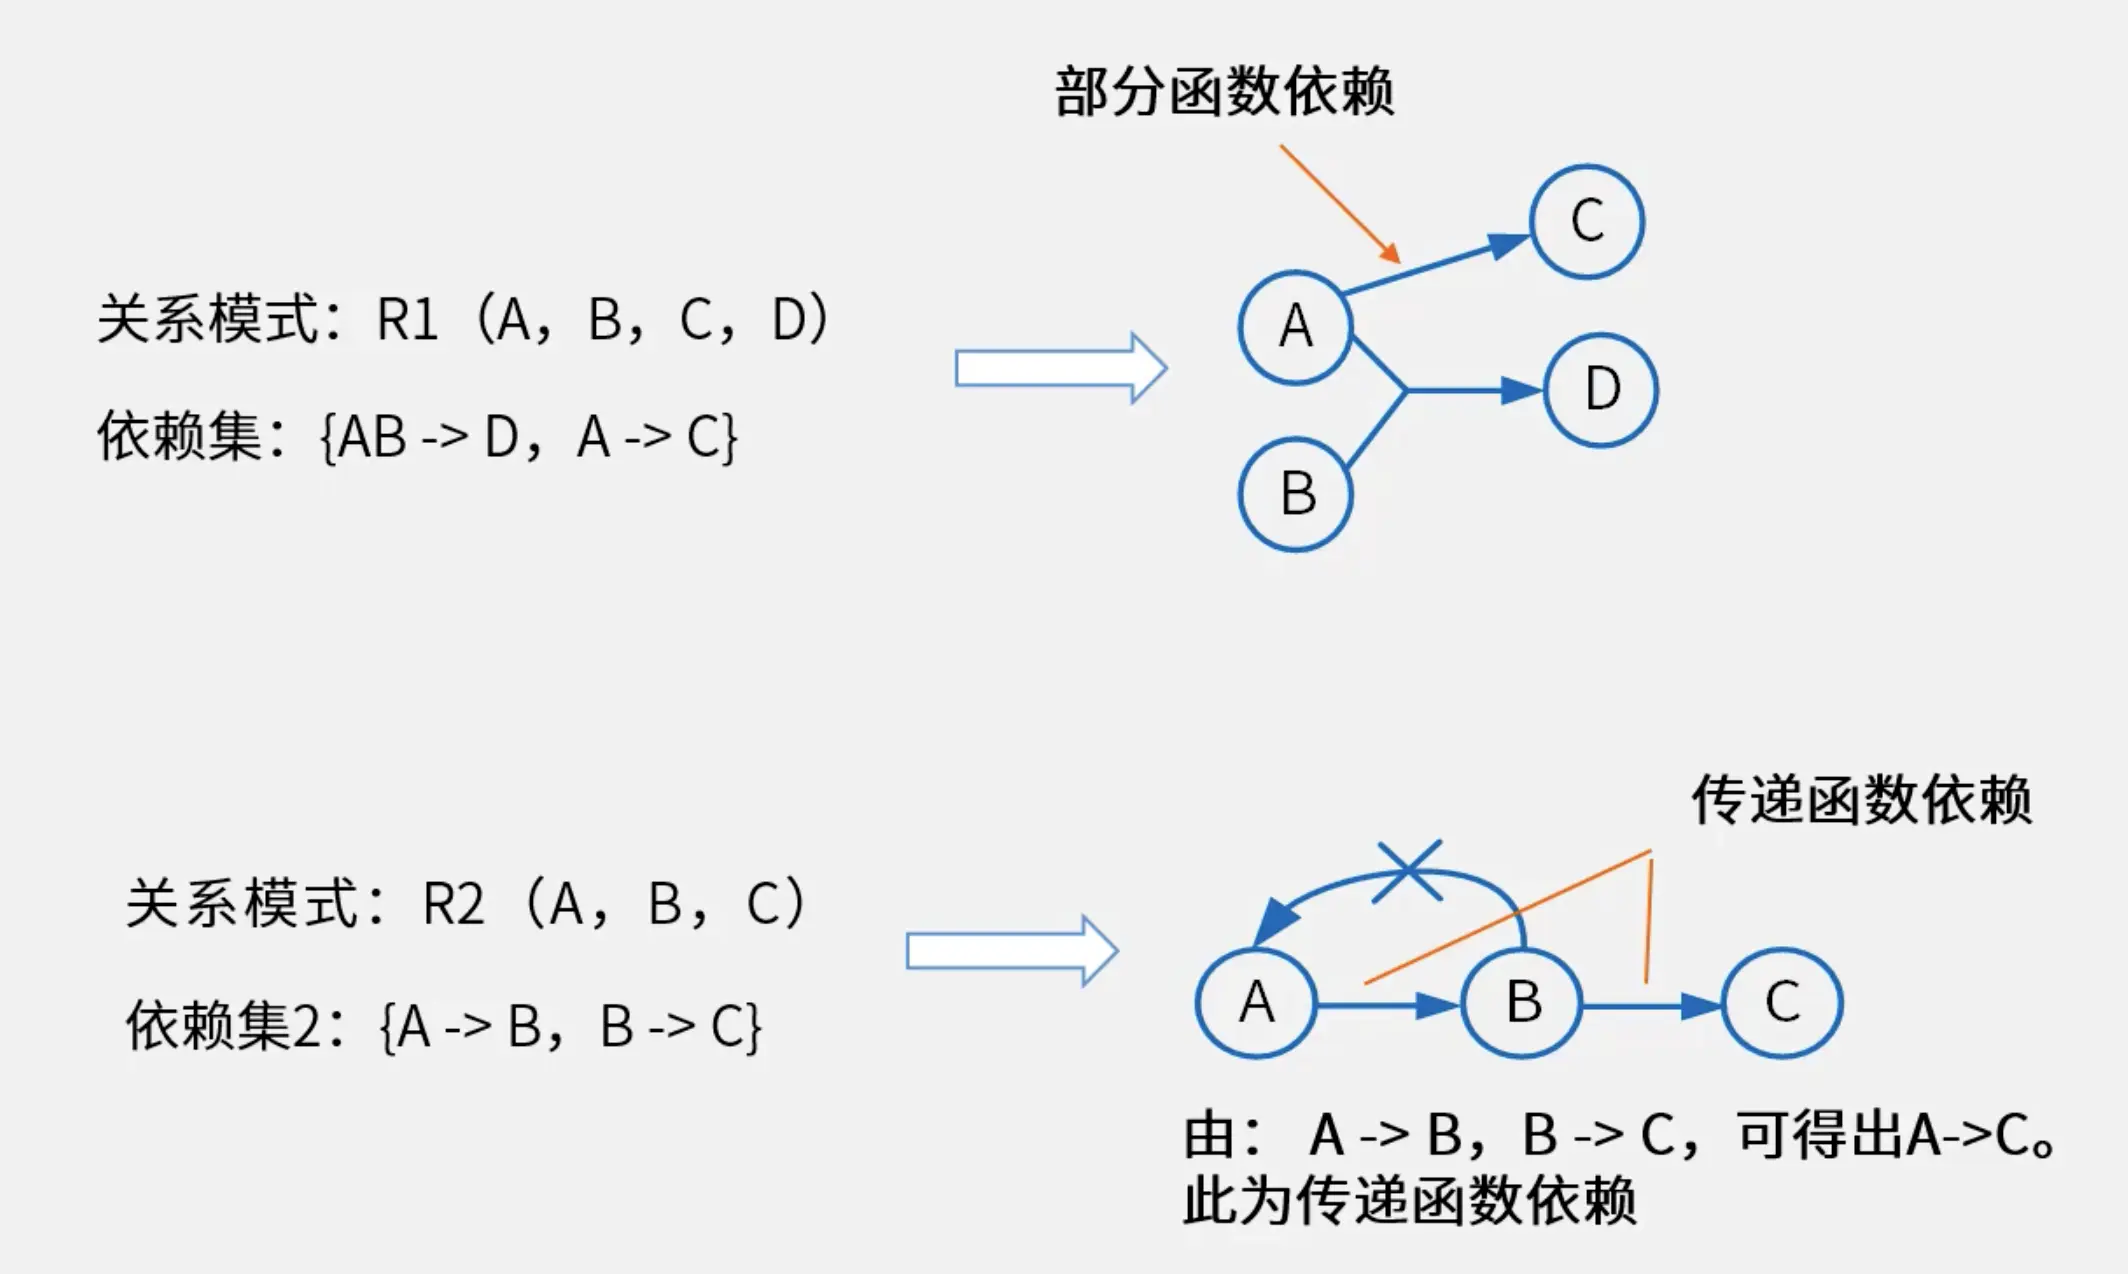 部分函数依赖
关系模式：R1（A，B，C，D）
依赖集：{AB -> D，A -> C}
C
A
D
B
传递函数依赖
关系模式：R2（A，B，C）
依赖集2：{A -> B，B -> C}
A
B
C
由： A -> B，B -> C，可得出A->C。
此为传递函数依赖